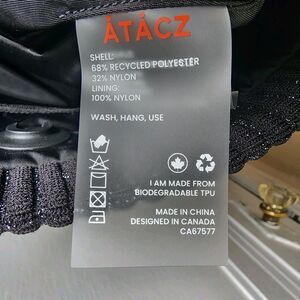 ÀTÁCZ
SHELL:
68% RECYCLED POLYESTER
32% NYLON
LINING:
100% NYLON
WASH, HANG, USE
I AM MADE FROM
BIODEGRADABLE TPU
MADE IN CHINA
DESIGNED IN CANADA
CA67577